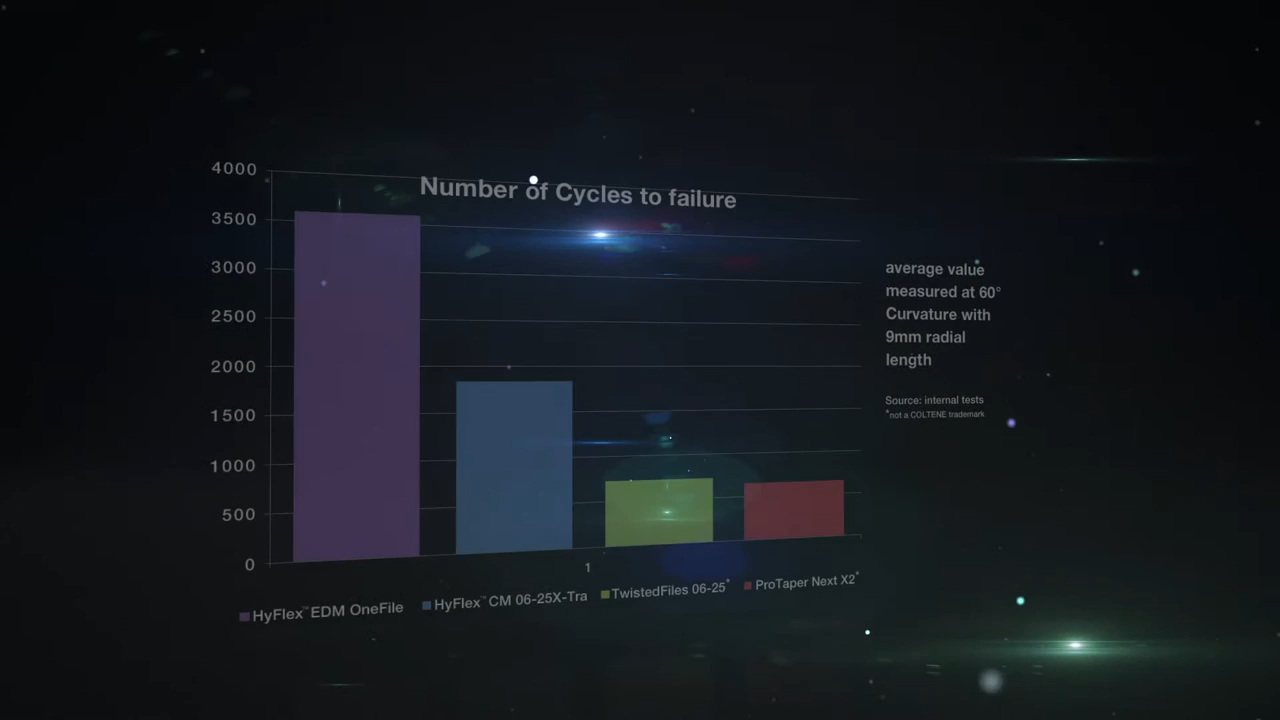 Number of Cycles to failure
4000
3500
3000
2500
2000
1500
1000
500
0
1
HyFlex™ EDM OneFile
HyFlex™ CM 06-25X-Tra
TwistedFiles 06-25*
ProTaper Next X2*
average value
measured at 60°
Curvature with
9mm radial
length
Source: internal tests
*not a COLTENE trademark